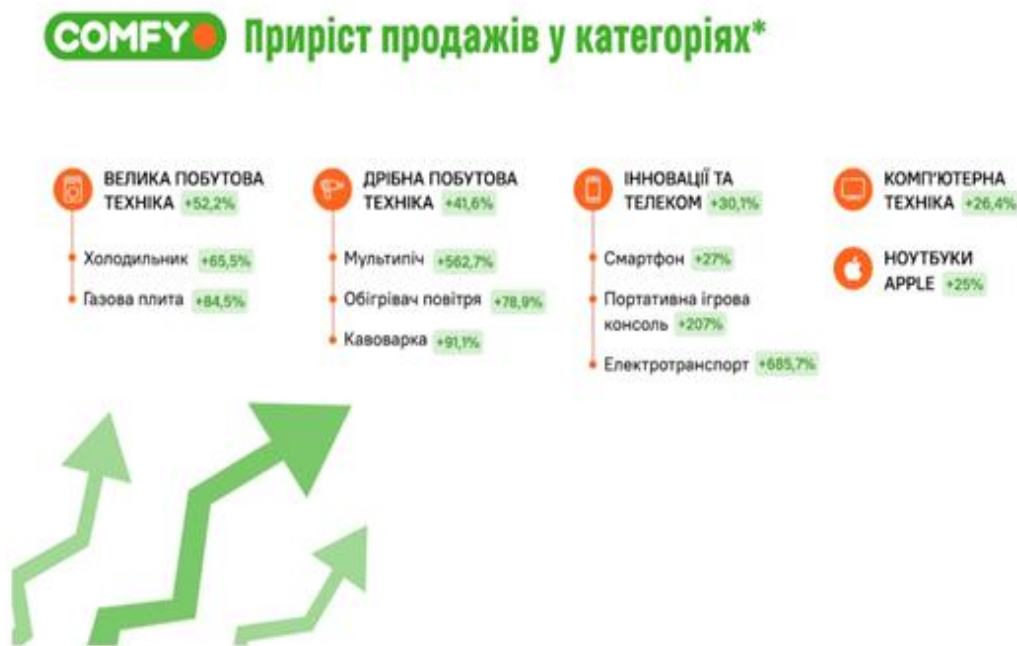 COMFY Приріст продажів у категоріях*
ВЕЛИКА ПОБУТОВА
ТЕХНІКА +52,2%
Холодильник +65,5%
Газова плита +84,5%
ДРІБНА ПОБУТОВА
ТЕХНІКА +41,6%
Мультипіч +562,7%
Обігрівач повітря +78,9%
Кавоварка +91,1%
ІННОВАЦІЇ ТА
ТЕЛЕКОМ +30,1%
Смартфон +27%
Портативна ігрова
консоль +207%
Електротранспорт +685,7%
КОМП'ЮТЕРНА
ТЕХНІКА +26,4%
НОУТБУКИ
APPLE +25%